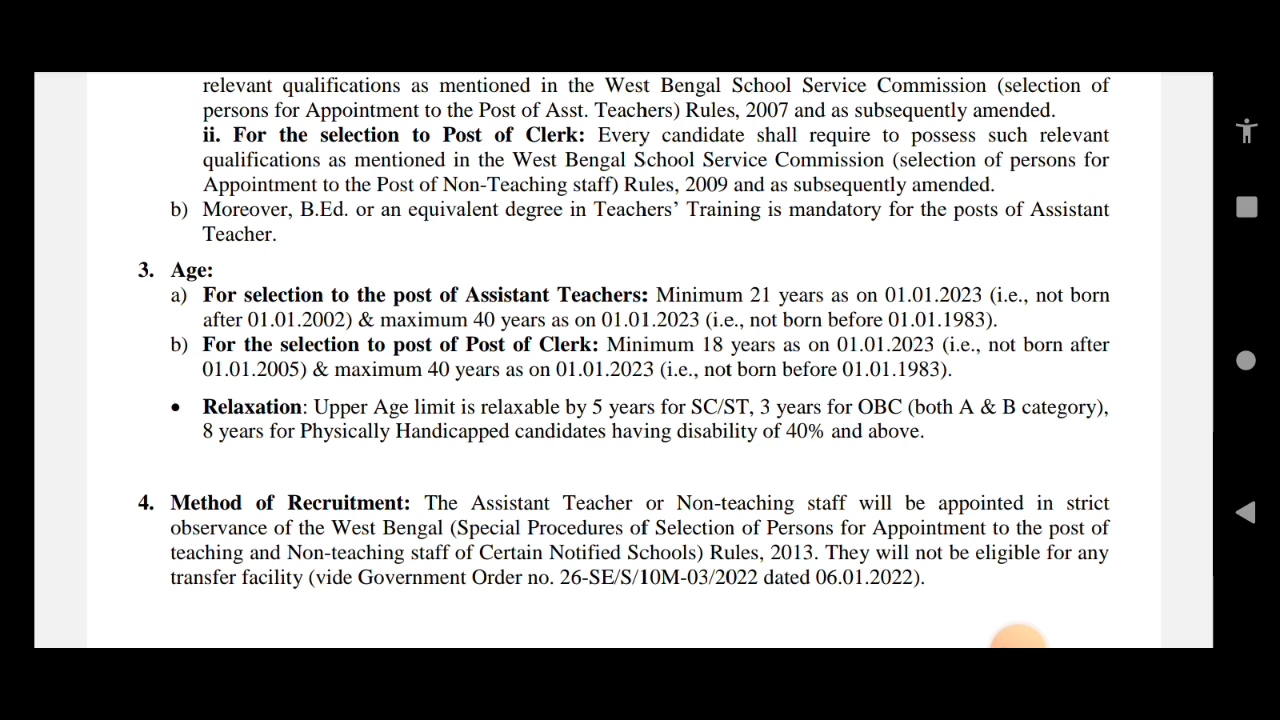 relevant qualifications as mentioned in the West Bengal School Service Commission (selection of
persons for Appointment to the Post of Asst. Teachers) Rules, 2007 and as subsequently amended.
ii. For the selection to Post of Clerk: Every candidate shall require to possess such relevant
qualifications as mentioned in the West Bengal School Service Commission (selection of persons for
Appointment to the Post of Non-Teaching staff) Rules, 2009 and as subsequently amended.
b) Moreover, B.Ed. or an equivalent degree in Teachers’ Training is mandatory for the posts of Assistant
Teacher.
3. Age:
a) For selection to the post of Assistant Teachers: Minimum 21 years as on 01.01.2023 (i.e., not born
after 01.01.2002) & maximum 40 years as on 01.01.2023 (i.e., not born before 01.01.1983).
b) For the selection to post of Post of Clerk: Minimum 18 years as on 01.01.2023 (i.e., not born after
01.01.2005) & maximum 40 years as on 01.01.2023 (i.e., not born before 01.01.1983).
• Relaxation: Upper Age limit is relaxable by 5 years for SC/ST, 3 years for OBC (both A & B category),
8 years for Physically Handicapped candidates having disability of 40% and above.
4. Method of Recruitment: The Assistant Teacher or Non-teaching staff will be appointed in strict
observance of the West Bengal (Special Procedures of Selection of Persons for Appointment to the post of
teaching and Non-teaching staff of Certain Notified Schools) Rules, 2013. They will not be eligible for any
transfer facility (vide Government Order no. 26-SE/S/10M-03/2022 dated 06.01.2022).